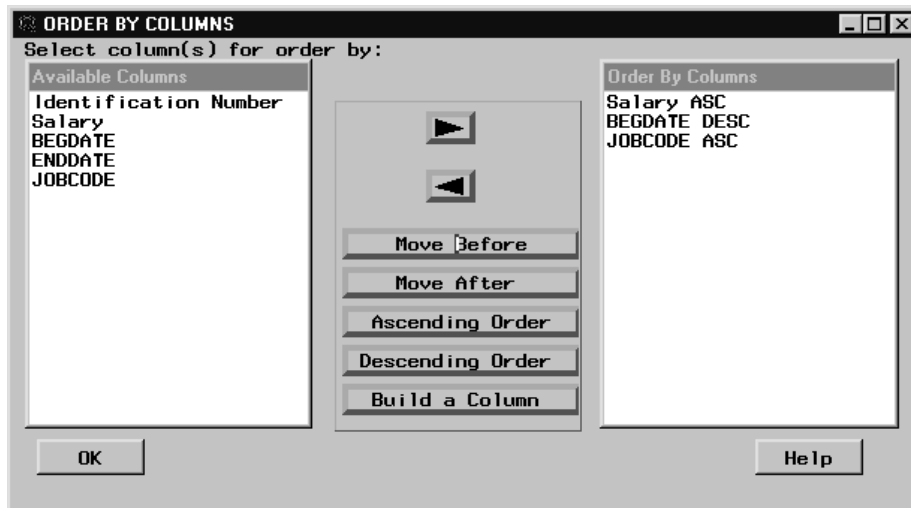 ORDER BY COLUMNS
Select column(s) for order by:
Available Columns
Identification Number
Salary
BEGDATE
ENDDATE
JOBCODE
Move Before
Move After
Ascending Order
Descending Order
Build a Column
Order By Columns
Salary ASC
BEGDATE DESC
JOBCODE ASC
OK
Help